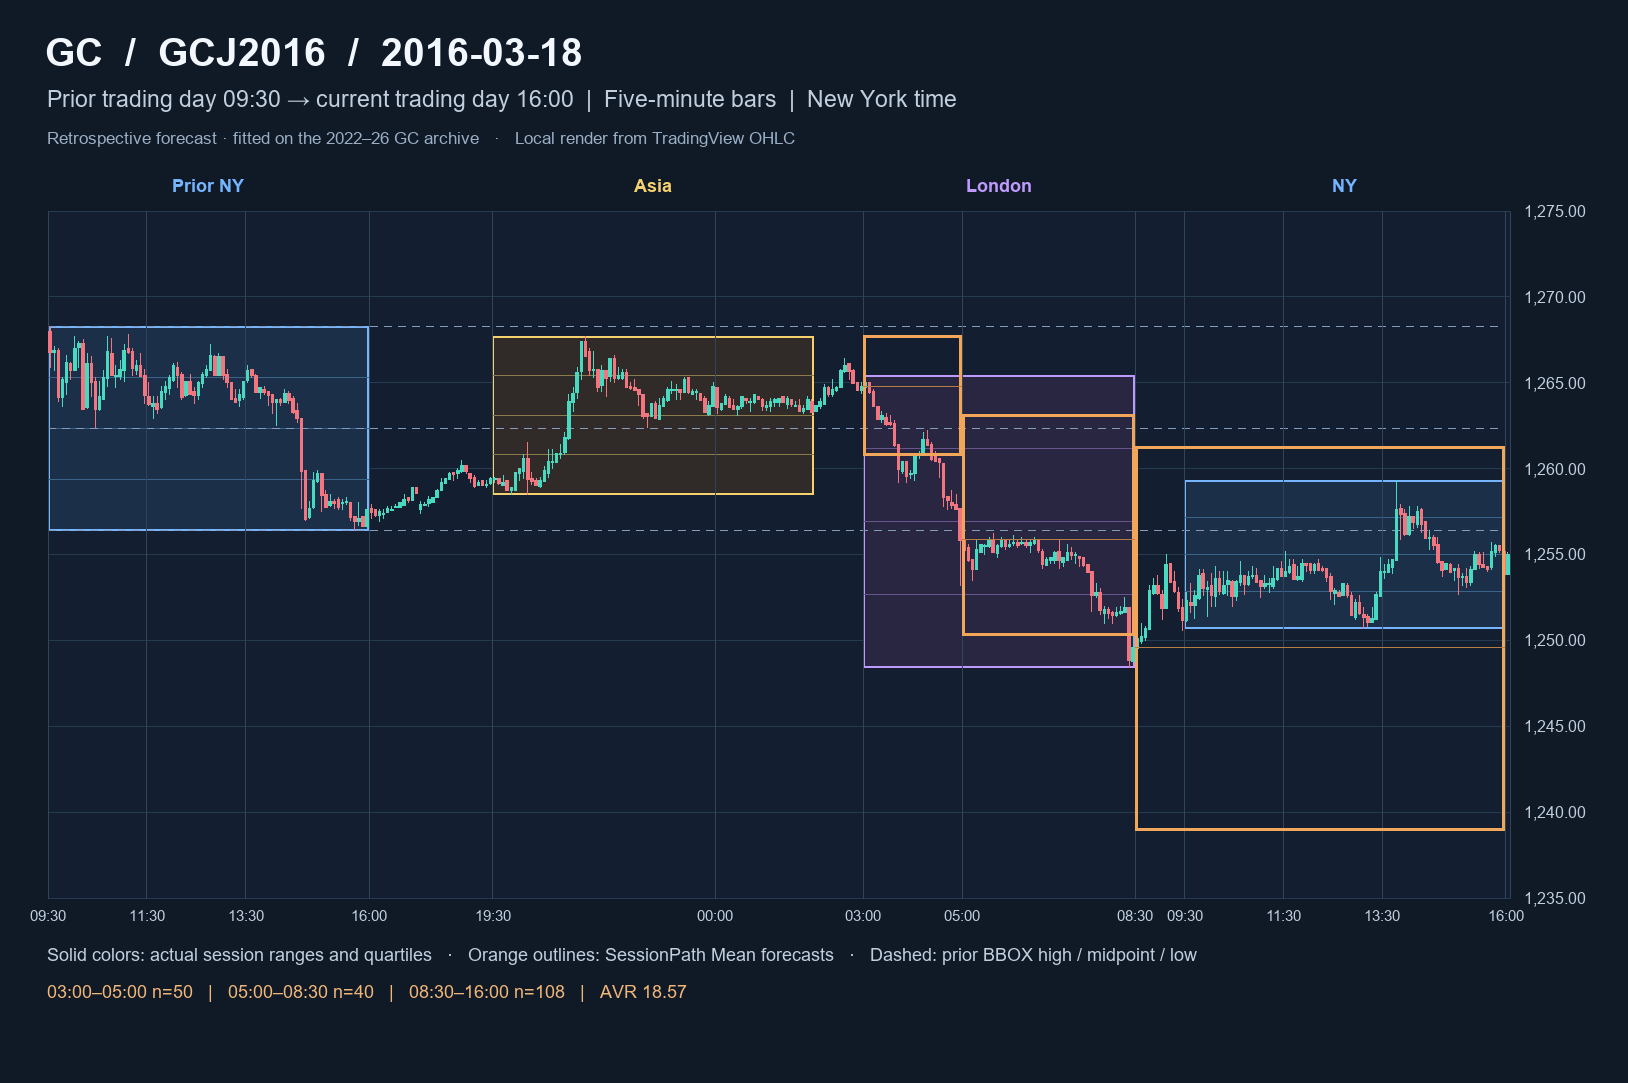 GC / GCJ2016 / 2016-03-18
Prior trading day 09:30 → current trading day 16:00 | Five-minute bars | New York time
Retrospective forecast · fitted on the 2022–26 GC archive · Local render from TradingView OHLC
Prior NY Asia London NY
1,275.00
1,270.00
1,265.00
1,260.00
1,255.00
1,250.00
1,245.00
1,240.00
1,235.00
09:30 11:30 13:30 16:00 19:30 00:00 03:00 05:00 08:30 09:30 11:30 13:30 16:00
Solid colors: actual session ranges and quartiles · Orange outlines: SessionPath Mean forecasts · Dashed: prior BBOX high / midpoint / low
03:00–05:00 n=50 | 05:00–08:30 n=40 | 08:30–16:00 n=108 | AVR 18.57